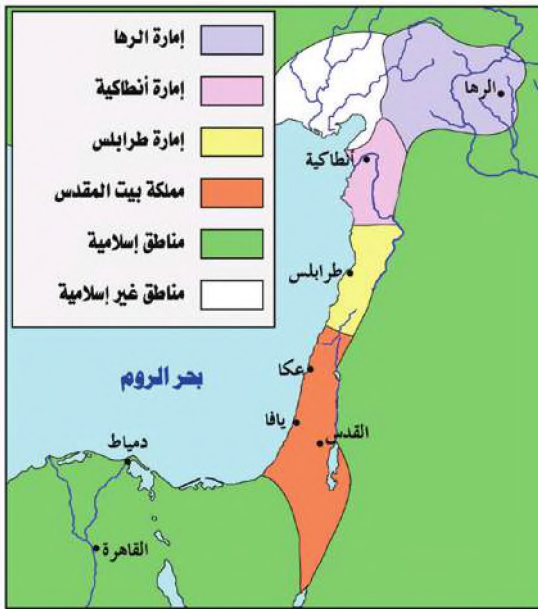 إمارة الرها
إمارة أنطاكية
إمارة طرابلس
مملكة بيت المقدس
مناطق إسلامية
مناطق غير إسلامية
الرها
أنطاكية
طرابلس
عكا
بحر الروم
يافا
القدس
دمياط
القاهرة